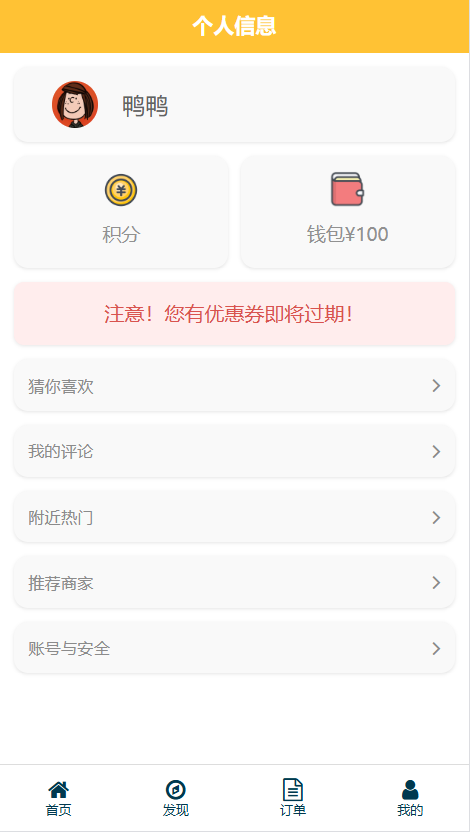 个人信息
鸭鸭
¥
积分
钱包¥100
注意！您有优惠券即将过期！
猜你喜欢
我的评论
附近热门
推荐商家
账号与安全
首页
发现
订单
我的